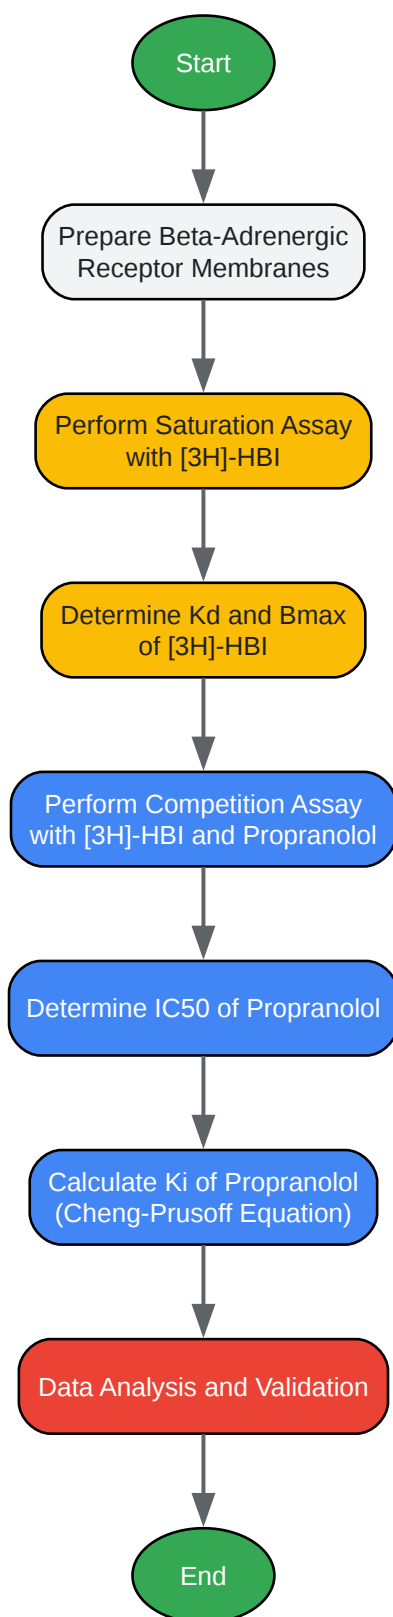 Start
Prepare Beta-Adrenergic
Receptor Membranes
Perform Saturation Assay
with [3H]-HBI
Determine Kd and Bmax
of [3H]-HBI
Perform Competition Assay
with [3H]-HBI and Propranolol
Determine IC50 of Propranolol
Calculate Ki of Propranolol
(Cheng-Prusoff Equation)
Data Analysis and Validation
End